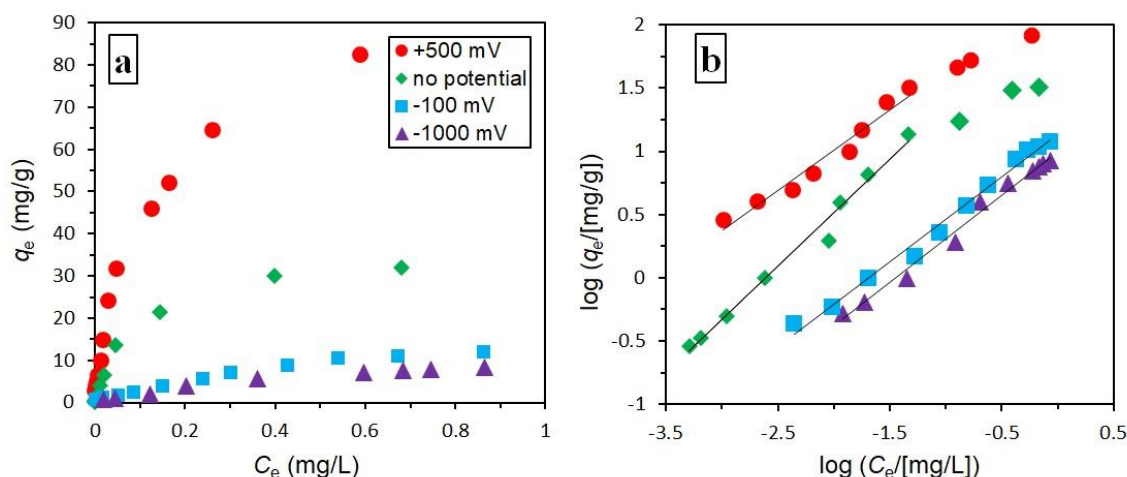 a
90
80
70
60
50
40
30
20
10
0
qe (mg/g)
+500 mV
no potential
-100 mV
-1000 mV
0 0.2 0.4 0.6 0.8 1
Ce (mg/L)
b
2
1.5
1
0.5
0
-0.5
-1
log (qe/[mg/g])
-3.5 -2.5 -1.5 -0.5 0.5
log (Ce/[mg/L])